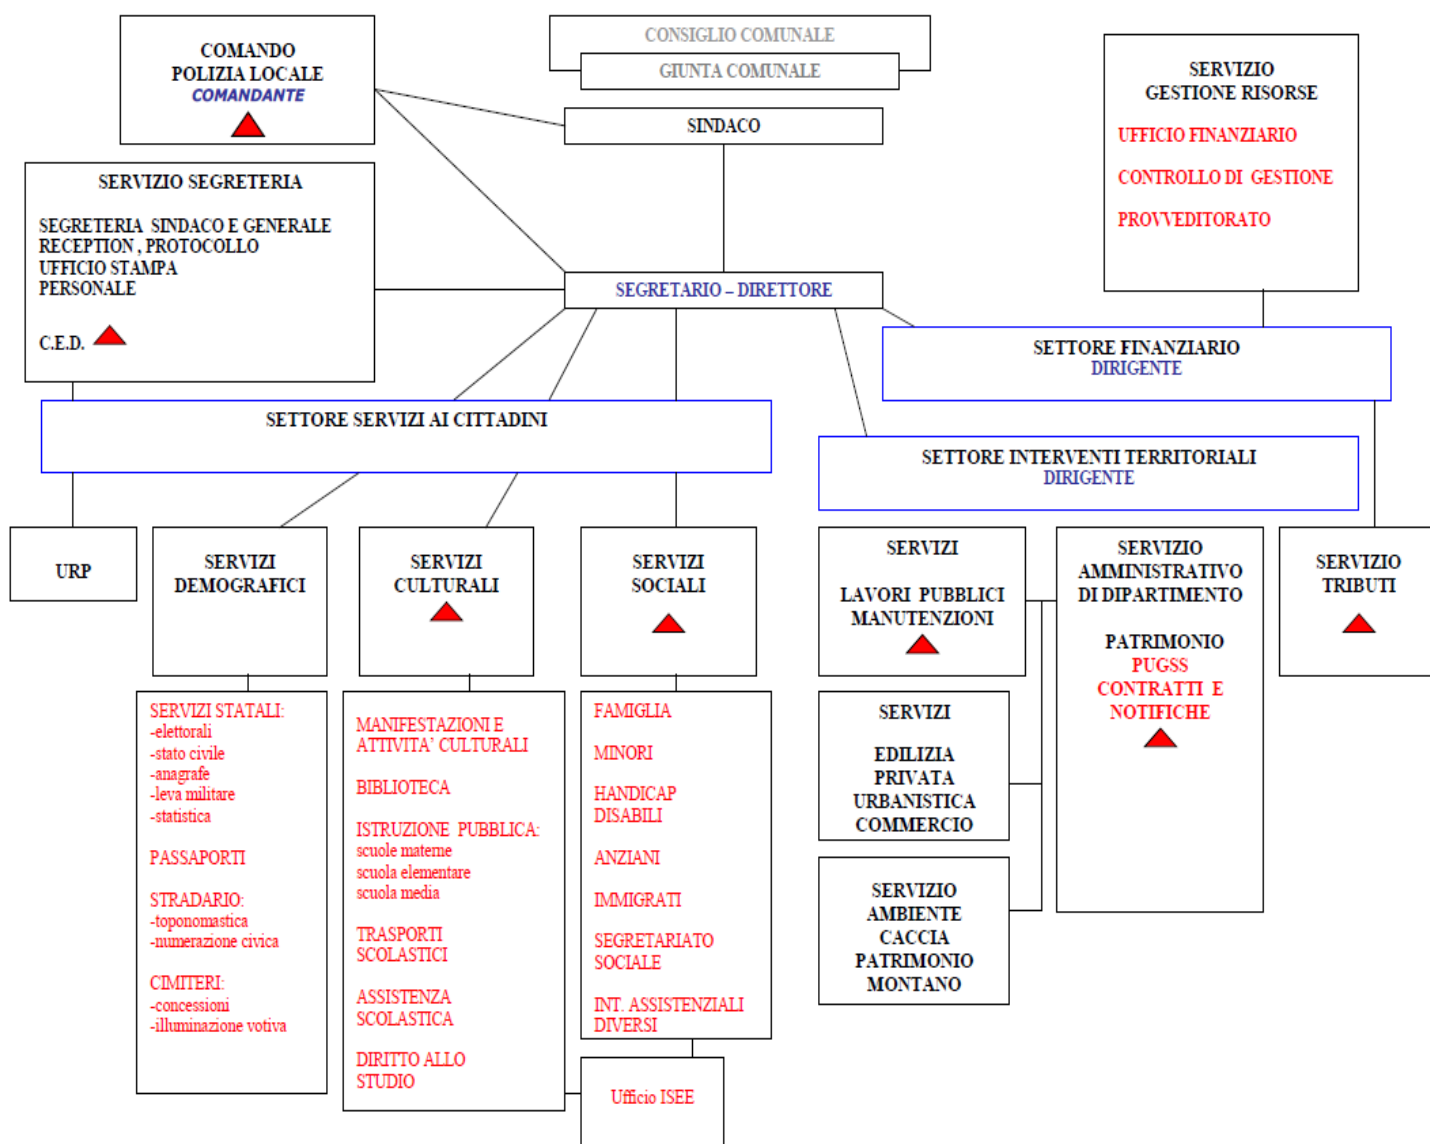 COMANDO
POLIZIA LOCALE
COMANDANTE
CONSIGLIO COMUNALE
GIUNTA COMUNALE
SINDACO
SERVIZIO
GESTIONE RISORSE
UFFICIO FINANZIARIO
CONTROLLO DI GESTIONE
PROVVEDITORATO
SERVIZIO SEGRETERIA
SEGRETERIA SINDACO E GENERALE
RECEPTION , PROTOCOLLO
UFFICIO STAMPA
PERSONALE
C.E.D.
SEGRETARIO – DIRETTORE
SETTORE FINANZIARIO
DIRIGENTE
SETTORE SERVIZI AI CITTADINI
SETTORE INTERVENTI TERRITORIALI
DIRIGENTE
URP
SERVIZI
DEMOGRAFICI
SERVIZI
CULTURALI
SERVIZI
SOCIALI
SERVIZI
LAVORI PUBBLICI
MANUTENZIONI
SERVIZIO
AMMINISTRATIVO
DI DIPARTIMENTO
PATRIMONIO
PUGSS
CONTRATTI E
NOTIFICHE
SERVIZIO
TRIBUTI
SERVIZI STATALI:
-elettorali
-stato civile
-anagrafe
-leva militare
-statistica
PASSAPORTI
STRADARIO:
-toponomastica
-numerazione civica
CIMITERI:
-concessioni
-illuminazione votiva
MANIFESTAZIONI E
ATTIVITA’ CULTURALI
BIBLIOTECA
ISTRUZIONE PUBBLICA:
scuole materne
scuola elementare
scuola media
TRASPORTI
SCOLASTICI
ASSISTENZA
SCOLASTICA
DIRITTO ALLO
STUDIO
FAMIGLIA
MINORI
HANDICAP
DISABILI
ANZIANI
IMMIGRATI
SEGRETARIATO
SOCIALE
INT. ASSISTENZIALI
DIVERSI
Ufficio ISEE
SERVIZI
EDILIZIA
PRIVATA
URBANISTICA
COMMERCIO
SERVIZIO
AMBIENTE
CACCIA
PATRIMONIO
MONTANO